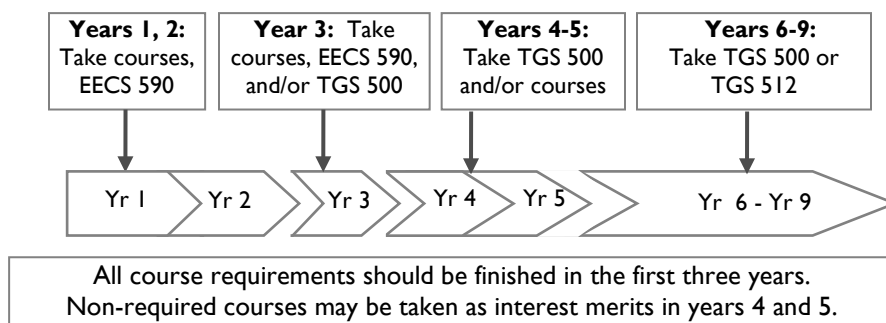 Years 1, 2:
Take courses,
EECS 590
Year 3: Take
courses, EECS 590,
and/or TGS 500
Years 4-5:
Take TGS 500
and/or courses
Years 6-9:
Take TGS 500 or
TGS 512
Yr 1
Yr 2
Yr 3
Yr 4
Yr 5
Yr 6 - Yr 9
All course requirements should be finished in the first three years.
Non-required courses may be taken as interest merits in years 4 and 5.